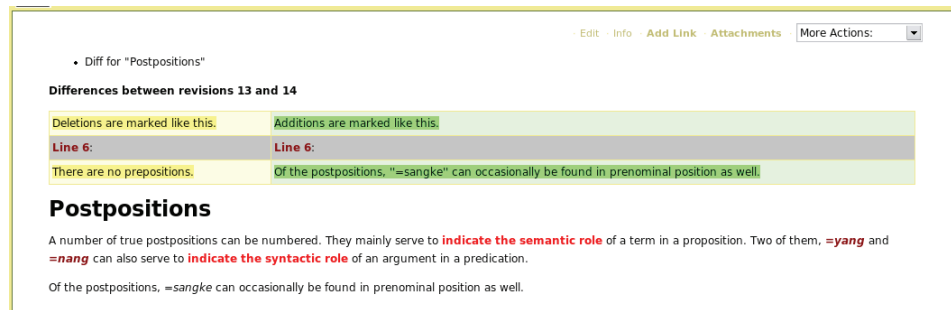 Edit · Info · Add Link · Attachments · More Actions:
• Diff for "Postpositions"
Differences between revisions 13 and 14
Deletions are marked like this. Additions are marked like this.
Line 6: Line 6:
There are no prepositions. Of the postpositions, ''=sangke'' can occasionally be found in prenominal position as well.
Postpositions
A number of true postpositions can be numbered. They mainly serve to indicate the semantic role of a term in a proposition. Two of them, =yang and
=nang can also serve to indicate the syntactic role of an argument in a predication.
Of the postpositions, =sangke can occasionally be found in prenominal position as well.